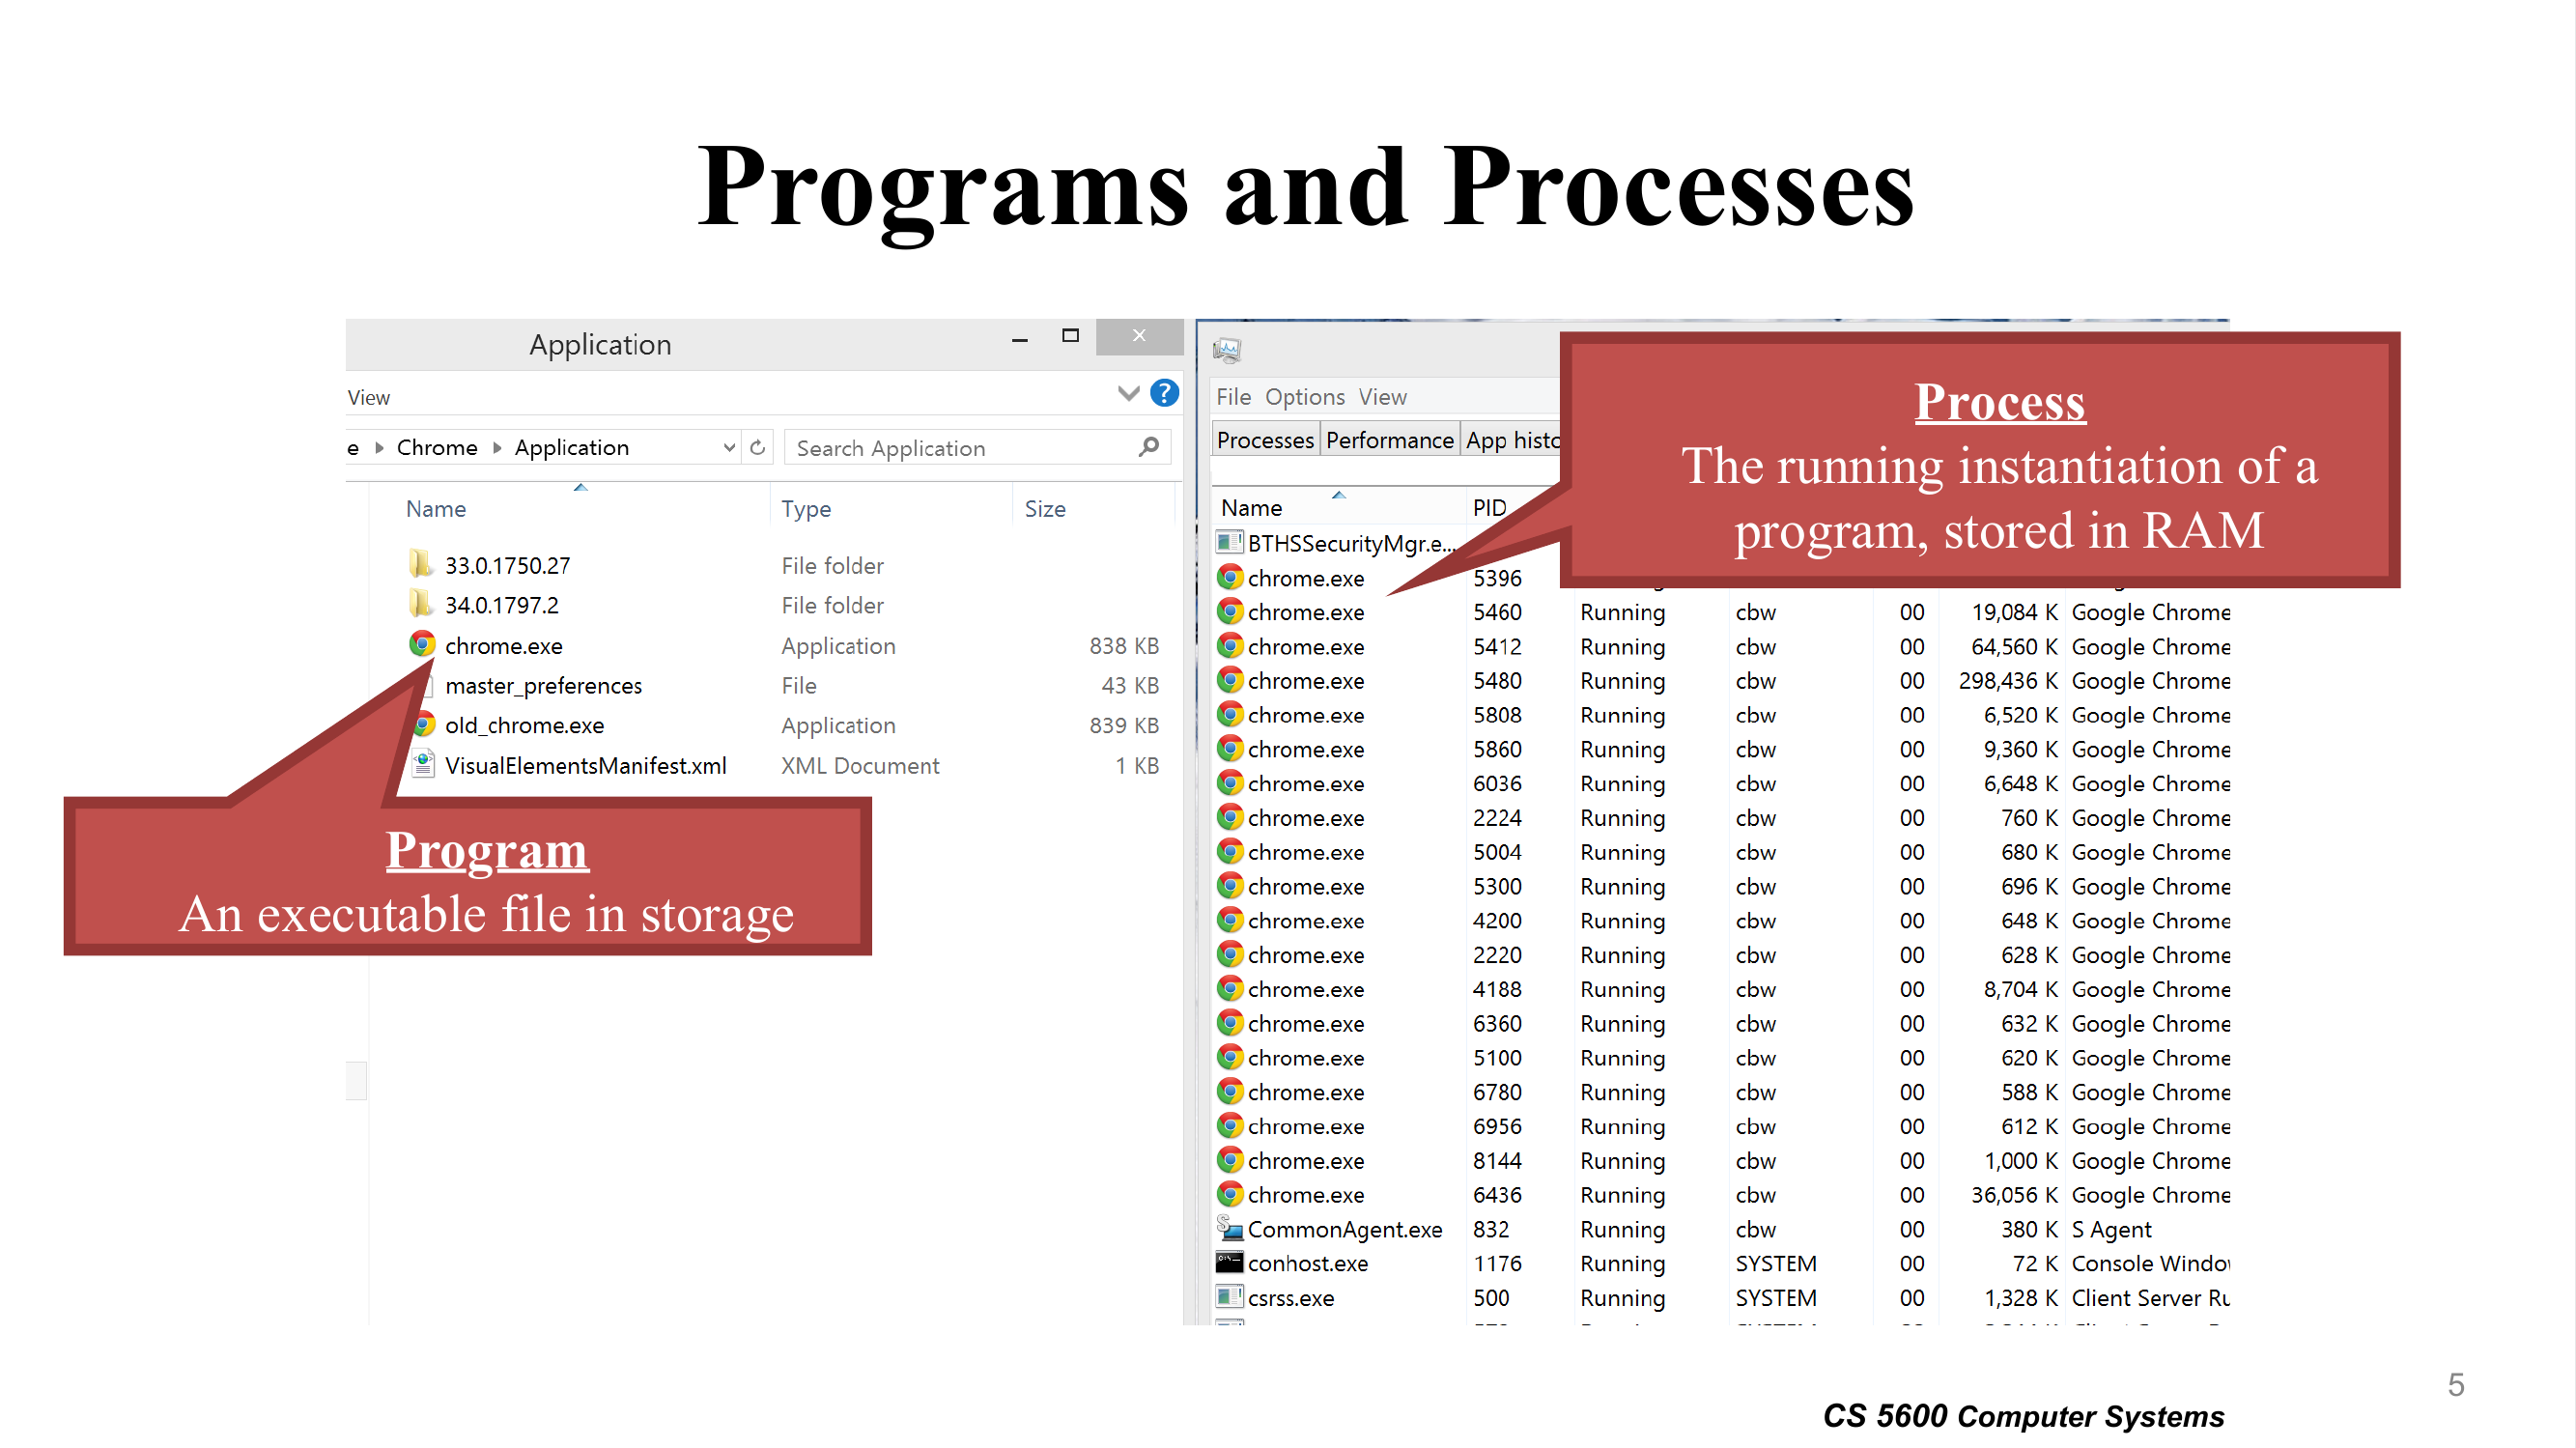 Programs and Processes
Application
View
e Chrome Application
Search Application
Name Type Size
33.0.1750.27 File folder
34.0.1797.2 File folder
chrome.exe Application 838 KB
master_preferences File 43 KB
old_chrome.exe Application 839 KB
VisualElementsManifest.xml XML Document 1 KB
Program
An executable file in storage
File Options View
Processes Performance App histo
Process
The running instantiation of a
program, stored in RAM
Name PID
BTHSSecurityMgr.e...
chrome.exe 5396
chrome.exe 5460 Running cbw 00 19,084 K Google Chrome
chrome.exe 5412 Running cbw 00 64,560 K Google Chrome
chrome.exe 5480 Running cbw 00 298,436 K Google Chrome
chrome.exe 5808 Running cbw 00 6,520 K Google Chrome
chrome.exe 5860 Running cbw 00 9,360 K Google Chrome
chrome.exe 6036 Running cbw 00 6,648 K Google Chrome
chrome.exe 2224 Running cbw 00 760 K Google Chrome
chrome.exe 5004 Running cbw 00 680 K Google Chrome
chrome.exe 5300 Running cbw 00 696 K Google Chrome
chrome.exe 4200 Running cbw 00 648 K Google Chrome
chrome.exe 2220 Running cbw 00 628 K Google Chrome
chrome.exe 4188 Running cbw 00 8,704 K Google Chrome
chrome.exe 6360 Running cbw 00 632 K Google Chrome
chrome.exe 5100 Running cbw 00 620 K Google Chrome
chrome.exe 6780 Running cbw 00 588 K Google Chrome
chrome.exe 6956 Running cbw 00 612 K Google Chrome
chrome.exe 8144 Running cbw 00 1,000 K Google Chrome
chrome.exe 6436 Running cbw 00 36,056 K Google Chrome
CommonAgent.exe 832 Running cbw 00 380 K S Agent
conhost.exe 1176 Running SYSTEM 00 72 K Console Windo
csrss.exe 500 Running SYSTEM 00 1,328 K Client Server Ru
5
CS 5600 Computer Systems